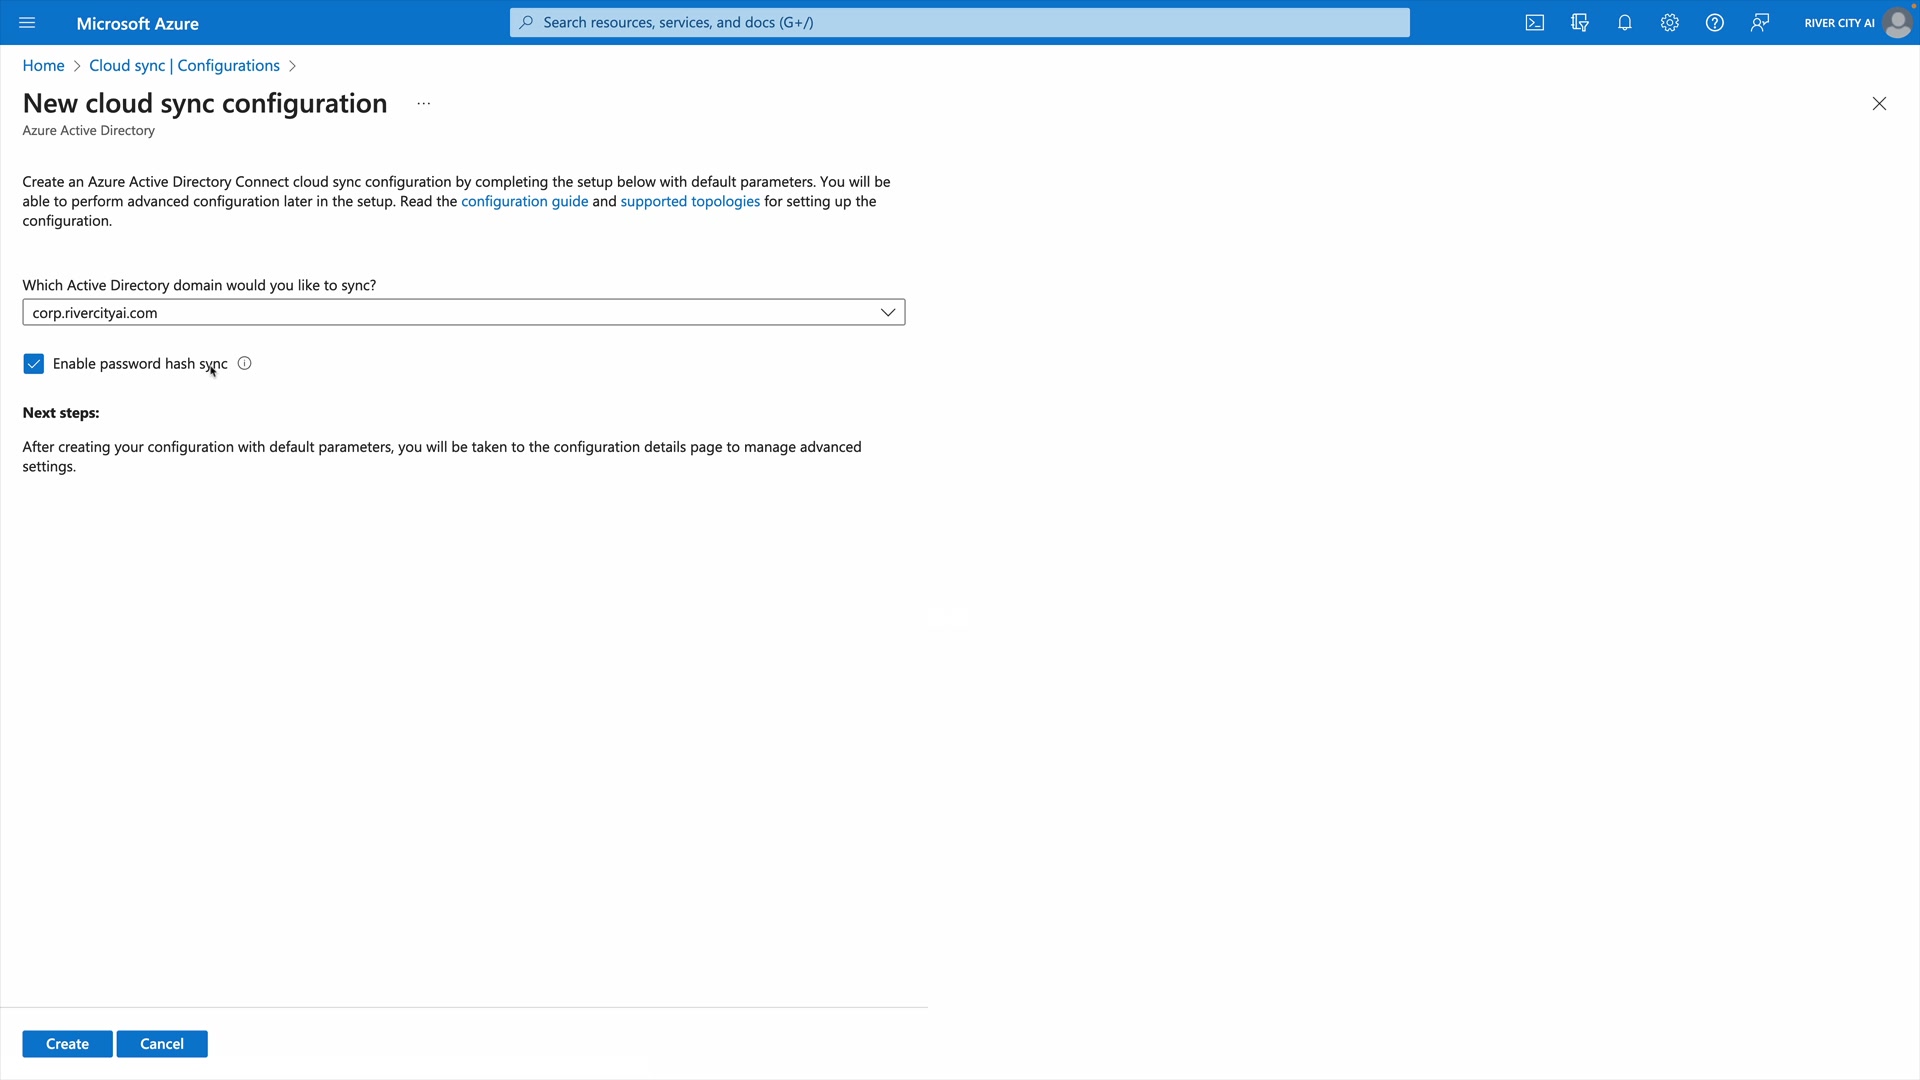 Microsoft Azure
Search resources, services, and docs (G+/)
RIVER CITY AI
Home > Cloud sync | Configurations >
New cloud sync configuration ...
Azure Active Directory
Create an Azure Active Directory Connect cloud sync configuration by completing the setup below with default parameters. You will be
able to perform advanced configuration later in the setup. Read the configuration guide and supported topologies for setting up the
configuration.
Which Active Directory domain would you like to sync?
corp.rivercityai.com
Enable password hash sync
Next steps:
After creating your configuration with default parameters, you will be taken to the configuration details page to manage advanced
settings.
Create Cancel